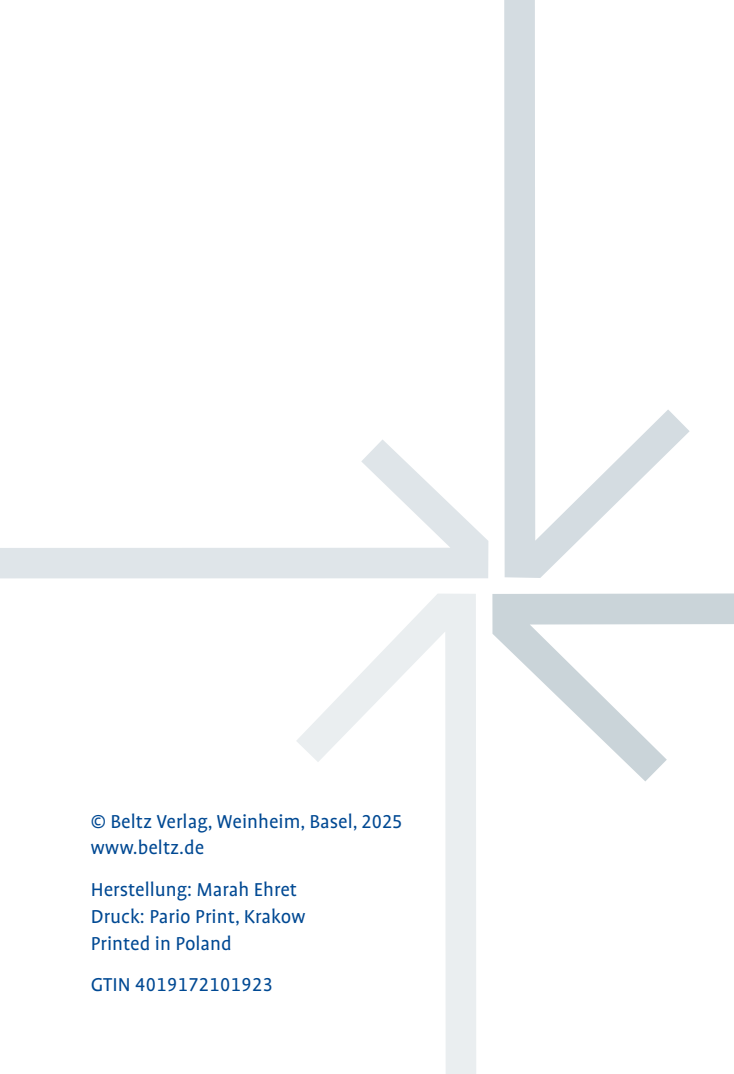 © Beltz Verlag, Weinheim, Basel, 2025
www.beltz.de
Herstellung: Marah Ehret
Druck: Pario Print, Krakow
Printed in Poland
GTIN 4019172101923